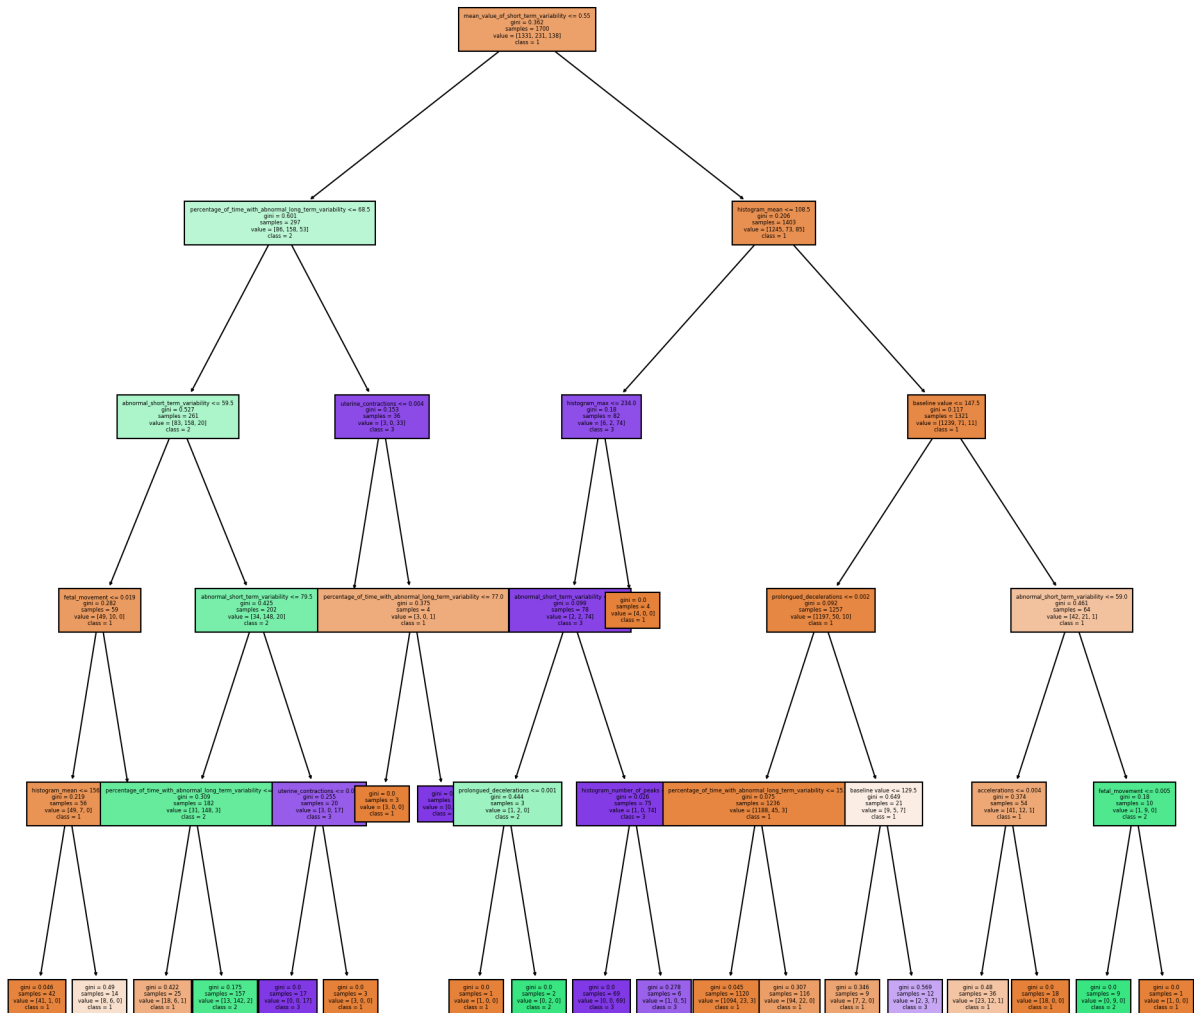 mean_value_of_short_term_variability <= 0.55
gini = 0.362
samples = 1700
value = [1331, 231, 138]
class = 1
percentage_of_time_with_abnormal_long_term_variability <= 68.5
gini = 0.601
samples = 297
value = [86, 158, 53]
class = 2
histogram_mean <= 108.5
gini = 0.206
samples = 1403
value = [1245, 73, 85]
class = 1
abnormal_short_term_variability <= 59.5
gini = 0.527
samples = 261
value = [83, 158, 20]
class = 2
uterine_contractions <= 0.004
gini = 0.153
samples = 36
value = [3, 0, 33]
class = 3
histogram_max <= 234.0
gini = 0.18
samples = 82
value = [6, 2, 74]
class = 3
baseline value <= 147.5
gini = 0.117
samples = 1321
value = [1239, 71, 11]
class = 1
fetal_movement <= 0.019
gini = 0.282
samples = 59
value = [49, 10, 0]
class = 1
abnormal_short_term_variability <= 79.5
gini = 0.425
samples = 202
value = [34, 148, 20]
class = 2
percentage_of_time_with_abnormal_long_term_variability <= 77.0
gini = 0.375
samples = 4
value = [3, 0, 1]
class = 1
abnormal_short_term_variability
gini = 0.099
samples = 78
value = [2, 2, 74]
class = 3
gini = 0.0
samples = 4
value = [4, 0, 0]
class = 1
prolongued_decelerations <= 0.002
gini = 0.092
samples = 1257
value = [1197, 50, 10]
class = 1
abnormal_short_term_variability <= 59.0
gini = 0.461
samples = 64
value = [42, 21, 1]
class = 1
histogram_mean <= 156
gini = 0.219
samples = 56
value = [49, 7, 0]
class = 1
percentage_of_time_with_abnormal_long_term_variability <=
gini = 0.309
samples = 182
value = [31, 148, 3]
class = 2
uterine_contractions <= 0.0
gini = 0.255
samples = 20
value = [3, 0, 17]
class = 3
gini = 0.0
samples = 3
value = [3, 0, 0]
class = 1
prolongued_decelerations <= 0.001
gini = 0.444
samples = 3
value = [1, 2, 0]
class = 2
histogram_number_of_peaks
gini = 0.026
samples = 75
value = [1, 0, 74]
class = 3
percentage_of_time_with_abnormal_long_term_variability <= 15.
gini = 0.075
samples = 1236
value = [1188, 45, 3]
class = 1
baseline value <= 129.5
gini = 0.649
samples = 21
value = [9, 5, 7]
class = 1
accelerations <= 0.004
gini = 0.374
samples = 54
value = [41, 12, 1]
class = 1
fetal_movement <= 0.005
gini = 0.18
samples = 10
value = [1, 9, 0]
class = 2
gini = 0.046
samples = 42
value = [41, 1, 0]
class = 1
gini = 0.49
samples = 14
value = [8, 6, 0]
class = 1
gini = 0.422
samples = 25
value = [18, 6, 1]
class = 1
gini = 0.175
samples = 157
value = [13, 142, 2]
class = 2
gini = 0.0
samples = 17
value = [0, 0, 17]
class = 3
gini = 0.0
samples = 3
value = [3, 0, 0]
class = 1
gini = 0.0
samples = 1
value = [1, 0, 0]
class = 1
gini = 0.0
samples = 2
value = [0, 2, 0]
class = 2
gini = 0.0
samples = 69
value = [0, 0, 69]
class = 3
gini = 0.278
samples = 6
value = [1, 0, 5]
class = 3
gini = 0.045
samples = 1120
value = [1094, 23, 3]
class = 1
gini = 0.307
samples = 116
value = [94, 22, 0]
class = 1
gini = 0.346
samples = 9
value = [7, 2, 0]
class = 1
gini = 0.569
samples = 12
value = [2, 3, 7]
class = 3
gini = 0.48
samples = 36
value = [23, 12, 1]
class = 1
gini = 0.0
samples = 18
value = [18, 0, 0]
class = 1
gini = 0.0
samples = 9
value = [0, 9, 0]
class = 2
gini = 0.0
samples = 1
value = [1, 0, 0]
class = 1